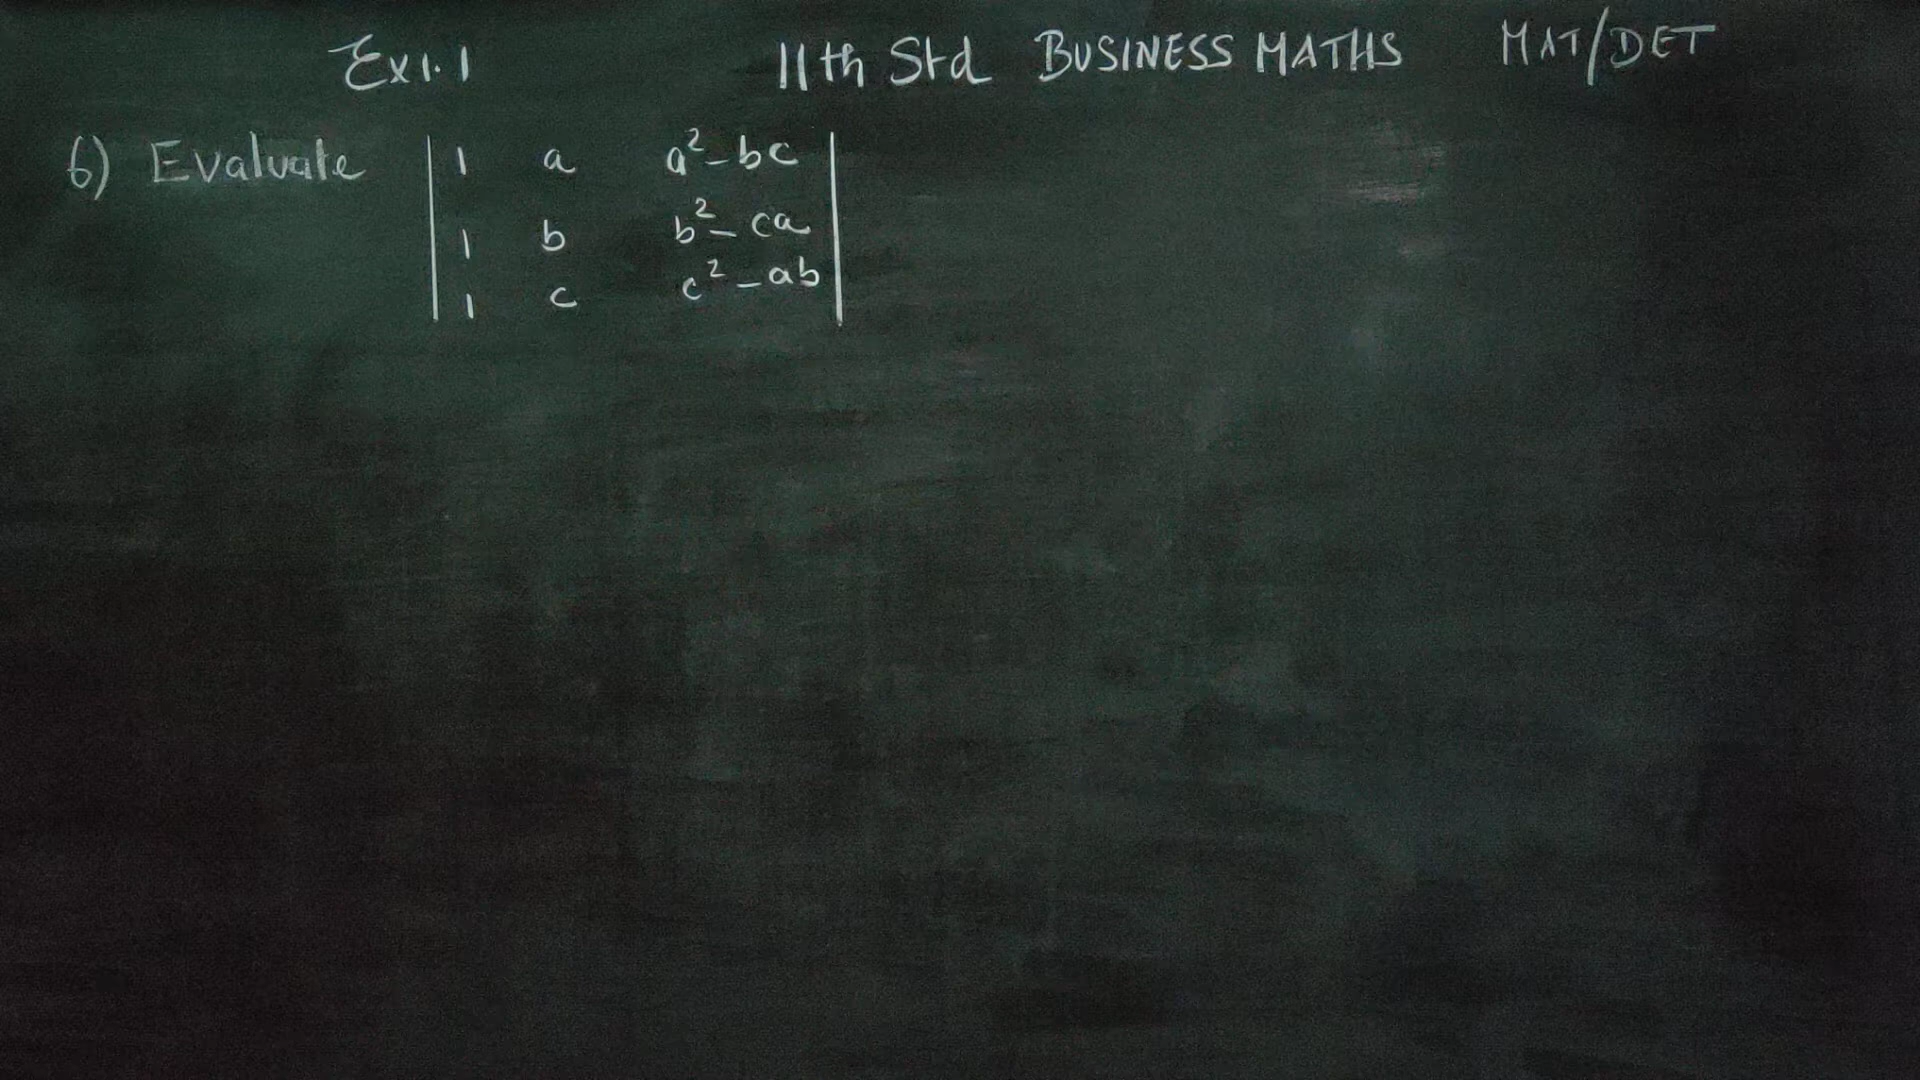 Ex1.1 11th Std BUSINESS MATHS MAT/DET
6) Evaluate | 1 a a²-bc |
| 1 b b²-ca |
| 1 c c²-ab |